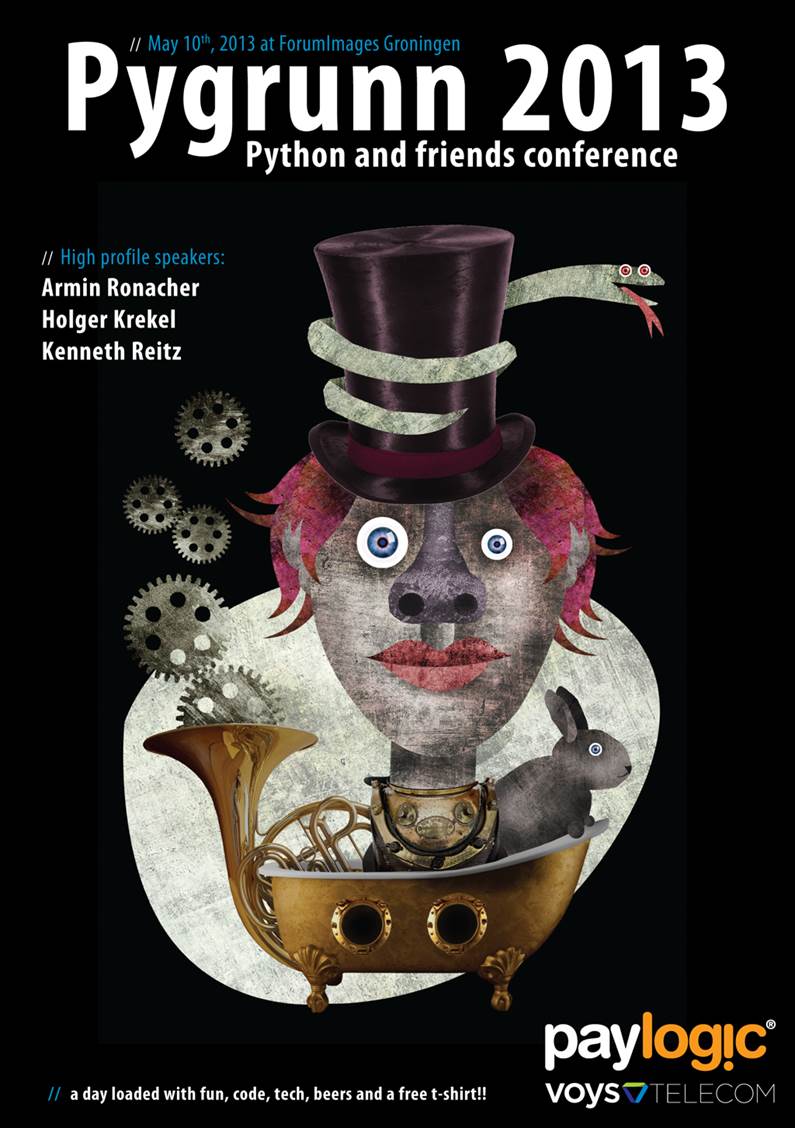 // May 10th, 2013 at ForumImages Groningen
Pygrunn 2013
Python and friends conference
// High profile speakers:
Armin Ronacher
Holger Krekel
Kenneth Reitz
paylogic®
// a day loaded with fun, code, tech, beers and a free t-shirt!!
voys TELECOM